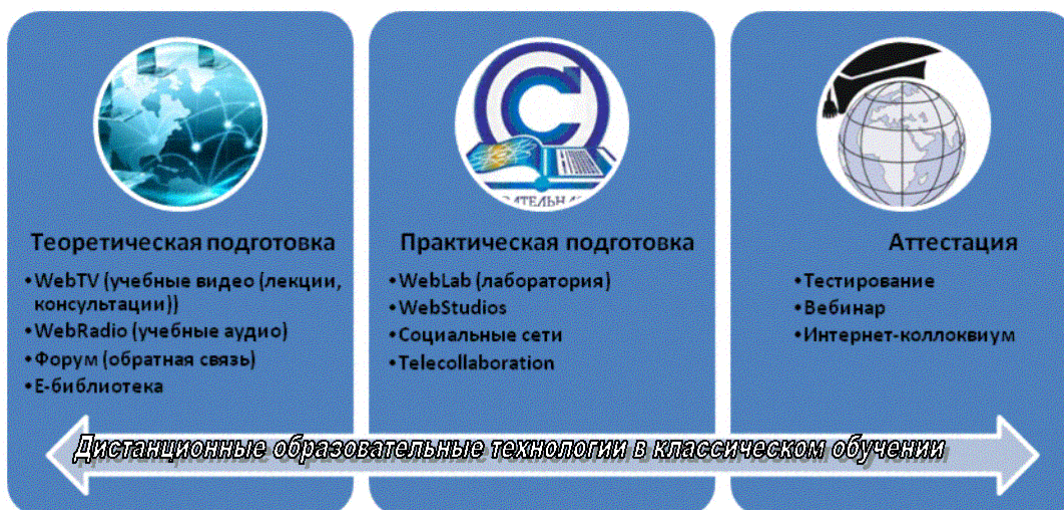 Теоретическая подготовка
•WebTV (учебные видео (лекции,
консультации))
•WebRadio (учебные аудио)
•Форум (обратная связь)
•Е-библиотека
Практическая подготовка
•WebLab (лаборатория)
•WebStudios
•Социальные сети
•Telecollaboration
Аттестация
•Тестирование
•Вебинар
•Интернет-коллоквиум
Дистанционные образовательные технологии в классическом обучении